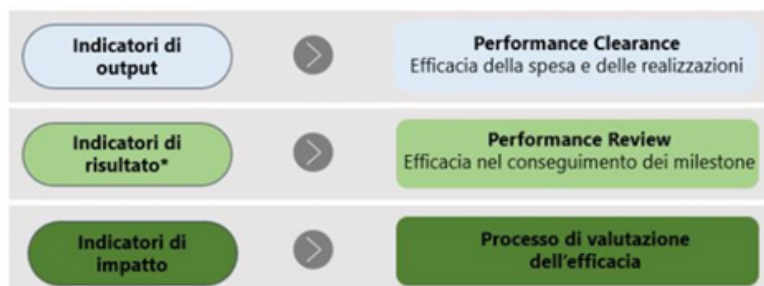 Indicatori di
output
Performance Clearance
Efficacia della spesa e delle realizzazioni
Indicatori di
risultato*
Performance Review
Efficacia nel conseguimento dei milestone
Indicatori di
impatto
Processo di valutazione
dell'efficacia